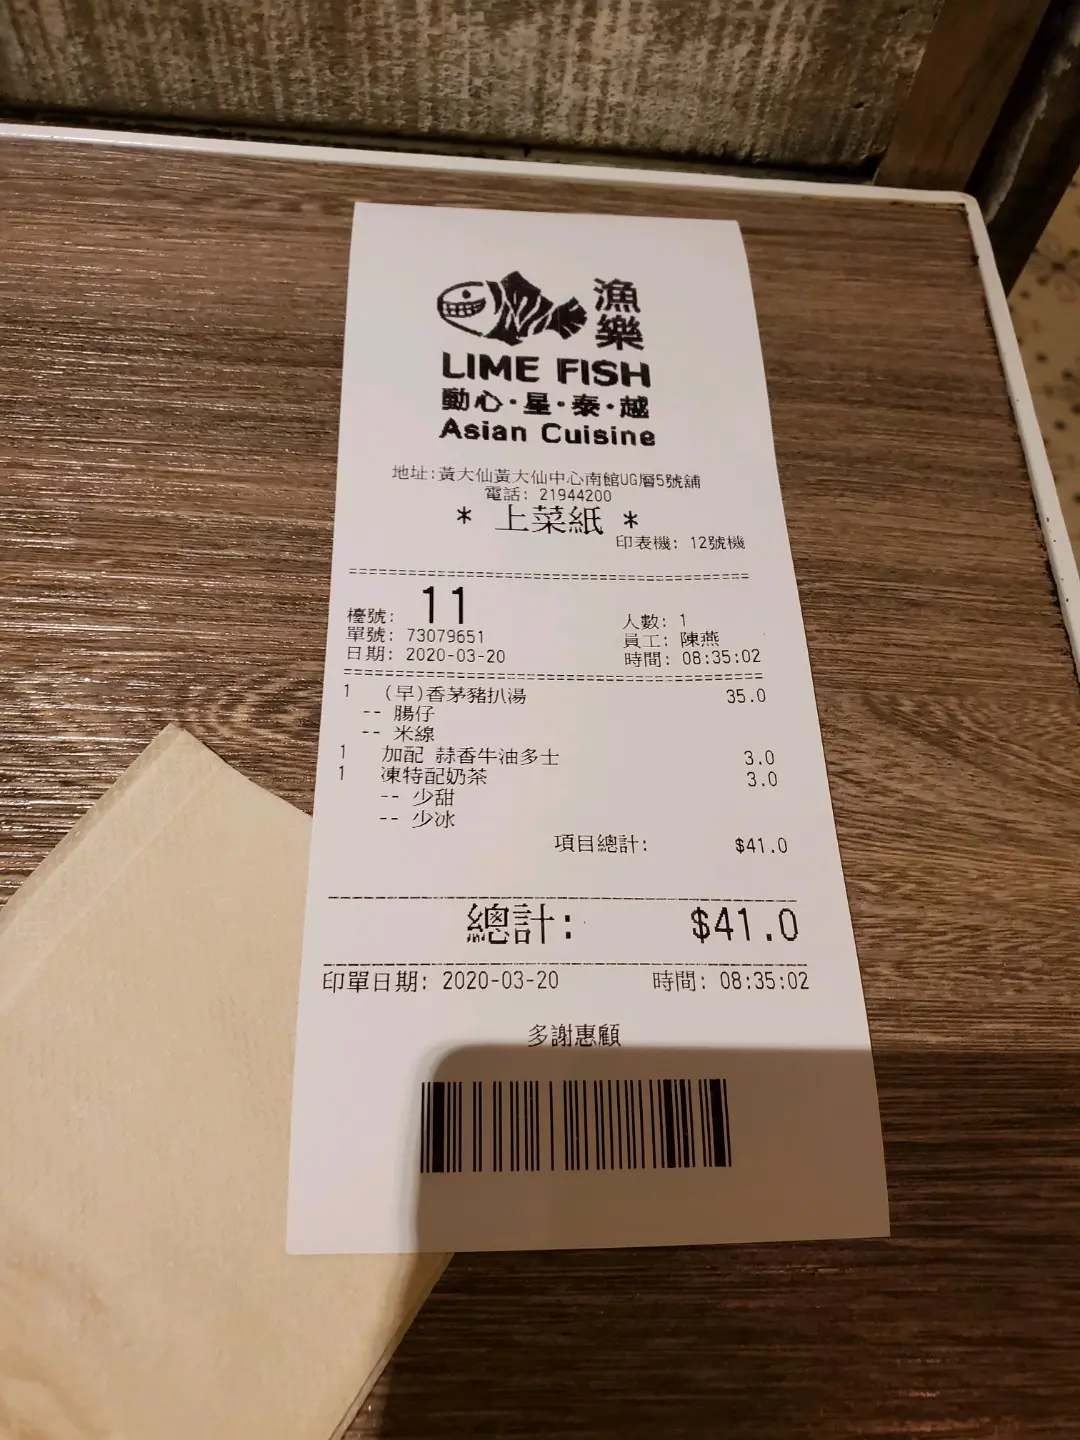 漁樂
LIME FISH
動心·星·泰·越
Asian Cuisine
地址:黃大仙黃大仙中心南館UG層5號舖
電話: 21944200
* 上菜紙 *
印表機: 12號機
檯號: 11 人數: 1
單號: 73079651 員工: 陳燕
日期: 2020-03-20 時間: 08:35:02
1 (早)香茅豬扒湯 35.0
-- 腸仔
-- 米線
1 加配 蒜香牛油多士 3.0
1 凍特配奶茶 3.0
-- 少甜
-- 少冰
項目總計: $41.0
總計: $41.0
印單日期: 2020-03-20 時間: 08:35:02
多謝惠顧